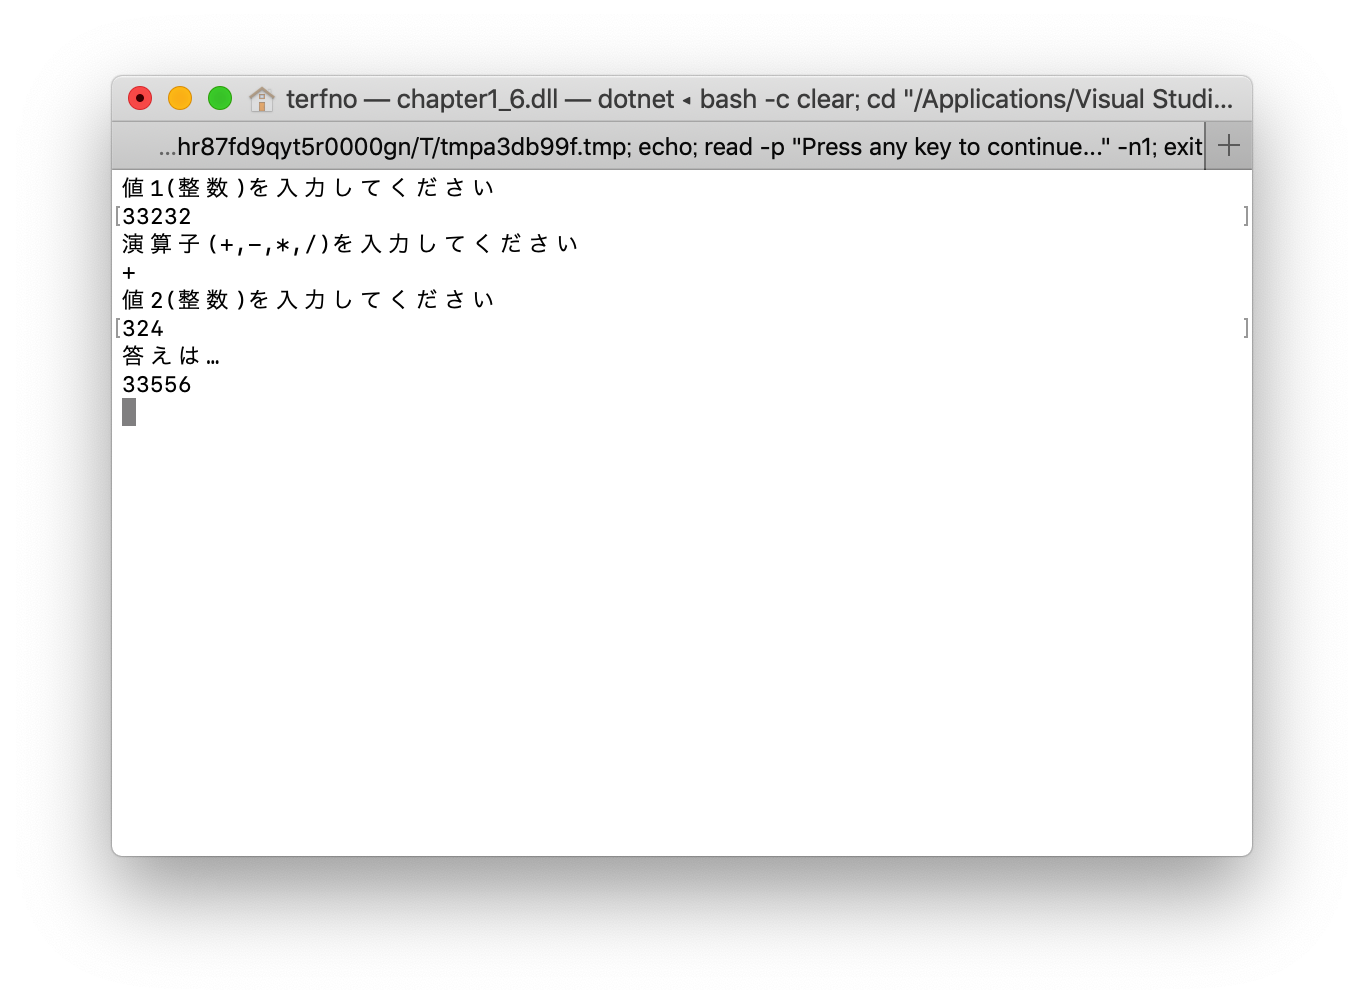 terfno — chapter1_6.dll — dotnet ◂ bash -c clear; cd "/Applications/Visual Studi...
...hr87fd9qyt5r0000gn/T/tmpa3db99f.tmp; echo; read -p "Press any key to continue..." -n1; exit
値1(整数)を入力してください
[33232 ]
演算子(+,-,*,/)を入力してください
+
値2(整数)を入力してください
[324 ]
答えは…
33556